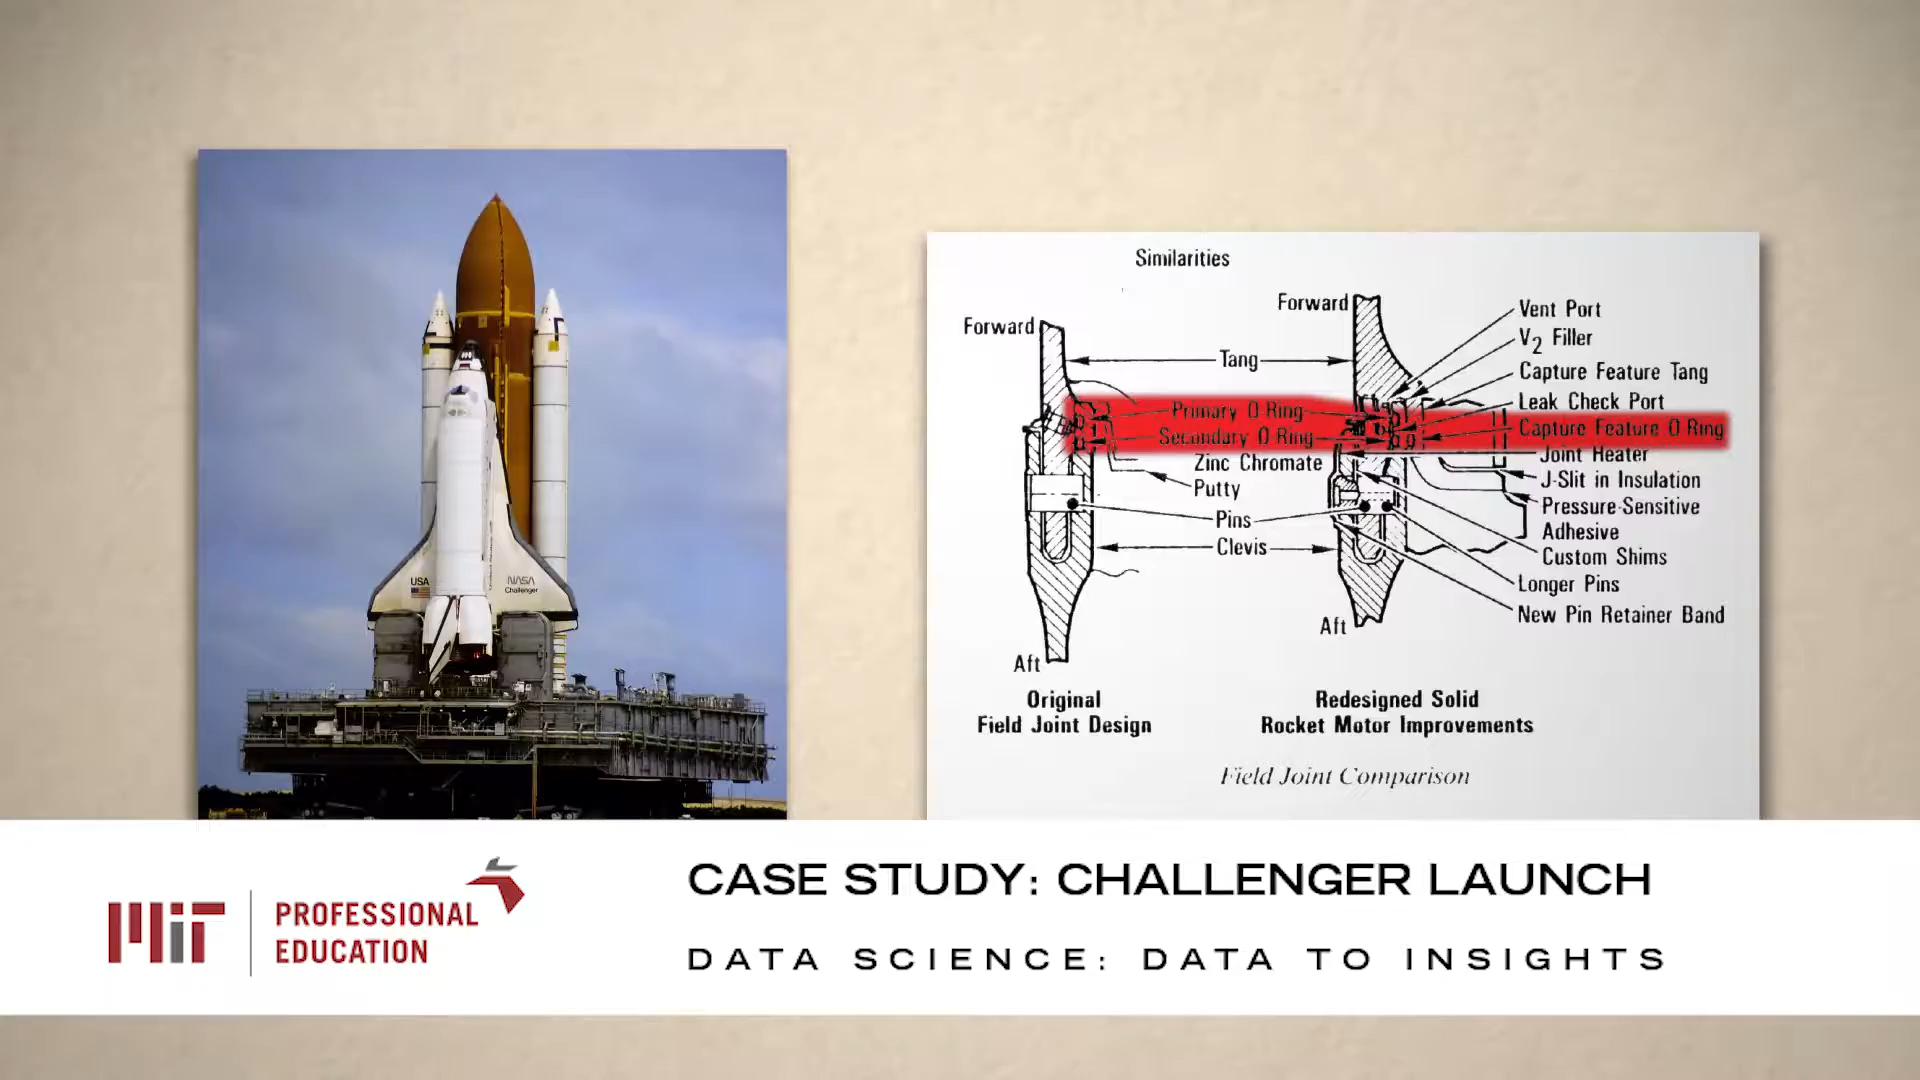 USA
NASA
Challenger
Similarities
Forward
Forward
Tang
Primary O Ring
Secondary O Ring
Zinc Chromate
Putty
Pins
Clevis
Vent Port
V2 Filler
Capture Feature Tang
Leak Check Port
Capture Feature O Ring
Joint Heater
J-Slit in Insulation
Pressure-Sensitive
Adhesive
Custom Shims
Longer Pins
New Pin Retainer Band
Aft
Aft
Original
Field Joint Design
Redesigned Solid
Rocket Motor Improvements
Field Joint Comparison
MIT
PROFESSIONAL
EDUCATION
CASE STUDY: CHALLENGER LAUNCH
DATA SCIENCE: DATA TO INSIGHTS